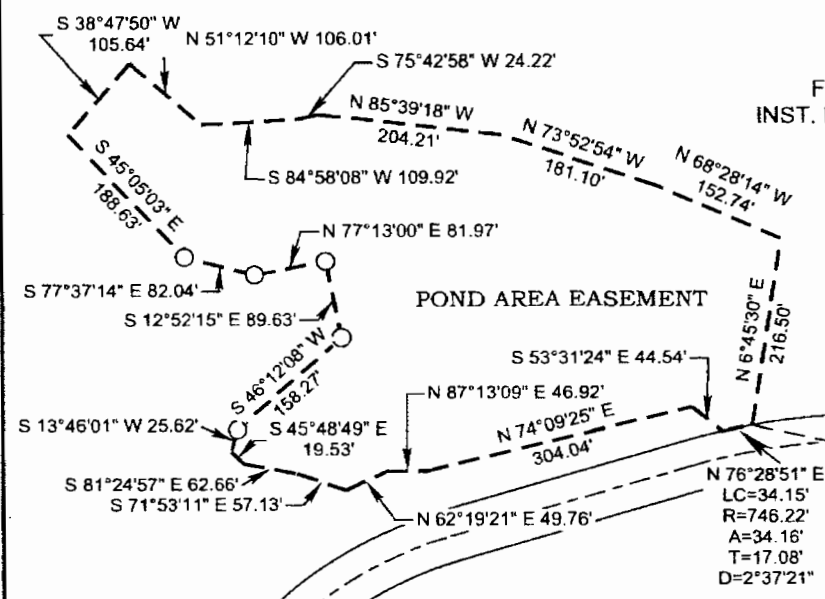 S 38°47'50" W
105.64'
N 51°12'10" W 106.01'
S 75°42'58" W 24.22'
N 85°39'18" W
204.21'
F
INST.
N 73°52'54" W
181.10'
N 68°28'14" W
152.74'
S 45°05'03" E
188.63'
S 84°58'08" W 109.92'
N 77°13'00" E 81.97'
S 77°37'14" E 82.04'
S 12°52'15" E 89.63'
POND AREA EASEMENT
N 6°45'30" E
216.50'
S 46°12'08" W
158.27'
S 53°31'24" E 44.54'
N 87°13'09" E 46.92'
S 13°46'01" W 25.62'
S 45°48'49" E
19.53'
N 74°09'25" E
304.04'
S 81°24'57" E 62.66'
S 71°53'11" E 57.13'
N 62°19'21" E 49.76'
N 76°28'51" E
LC=34.15'
R=746.22'
A=34.16'
T=17.08'
D=2°37'21"